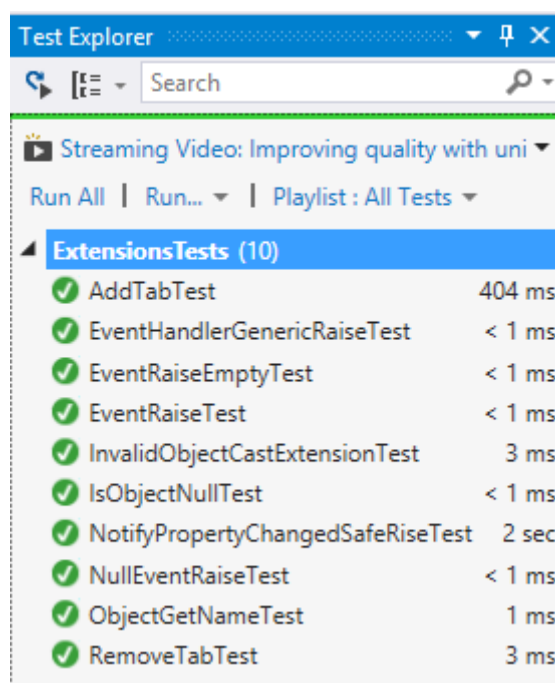 Test Explorer
Search
Streaming Video: Improving quality with uni
Run All | Run... | Playlist : All Tests
ExtensionsTests (10)
AddTabTest 404 ms
EventHandlerGenericRaiseTest < 1 ms
EventRaiseEmptyTest < 1 ms
EventRaiseTest < 1 ms
InvalidObjectCastExtensionTest 3 ms
IsObjectNullTest < 1 ms
NotifyPropertyChangedSafeRiseTest 2 sec
NullEventRaiseTest < 1 ms
ObjectGetNameTest 1 ms
RemoveTabTest 3 ms